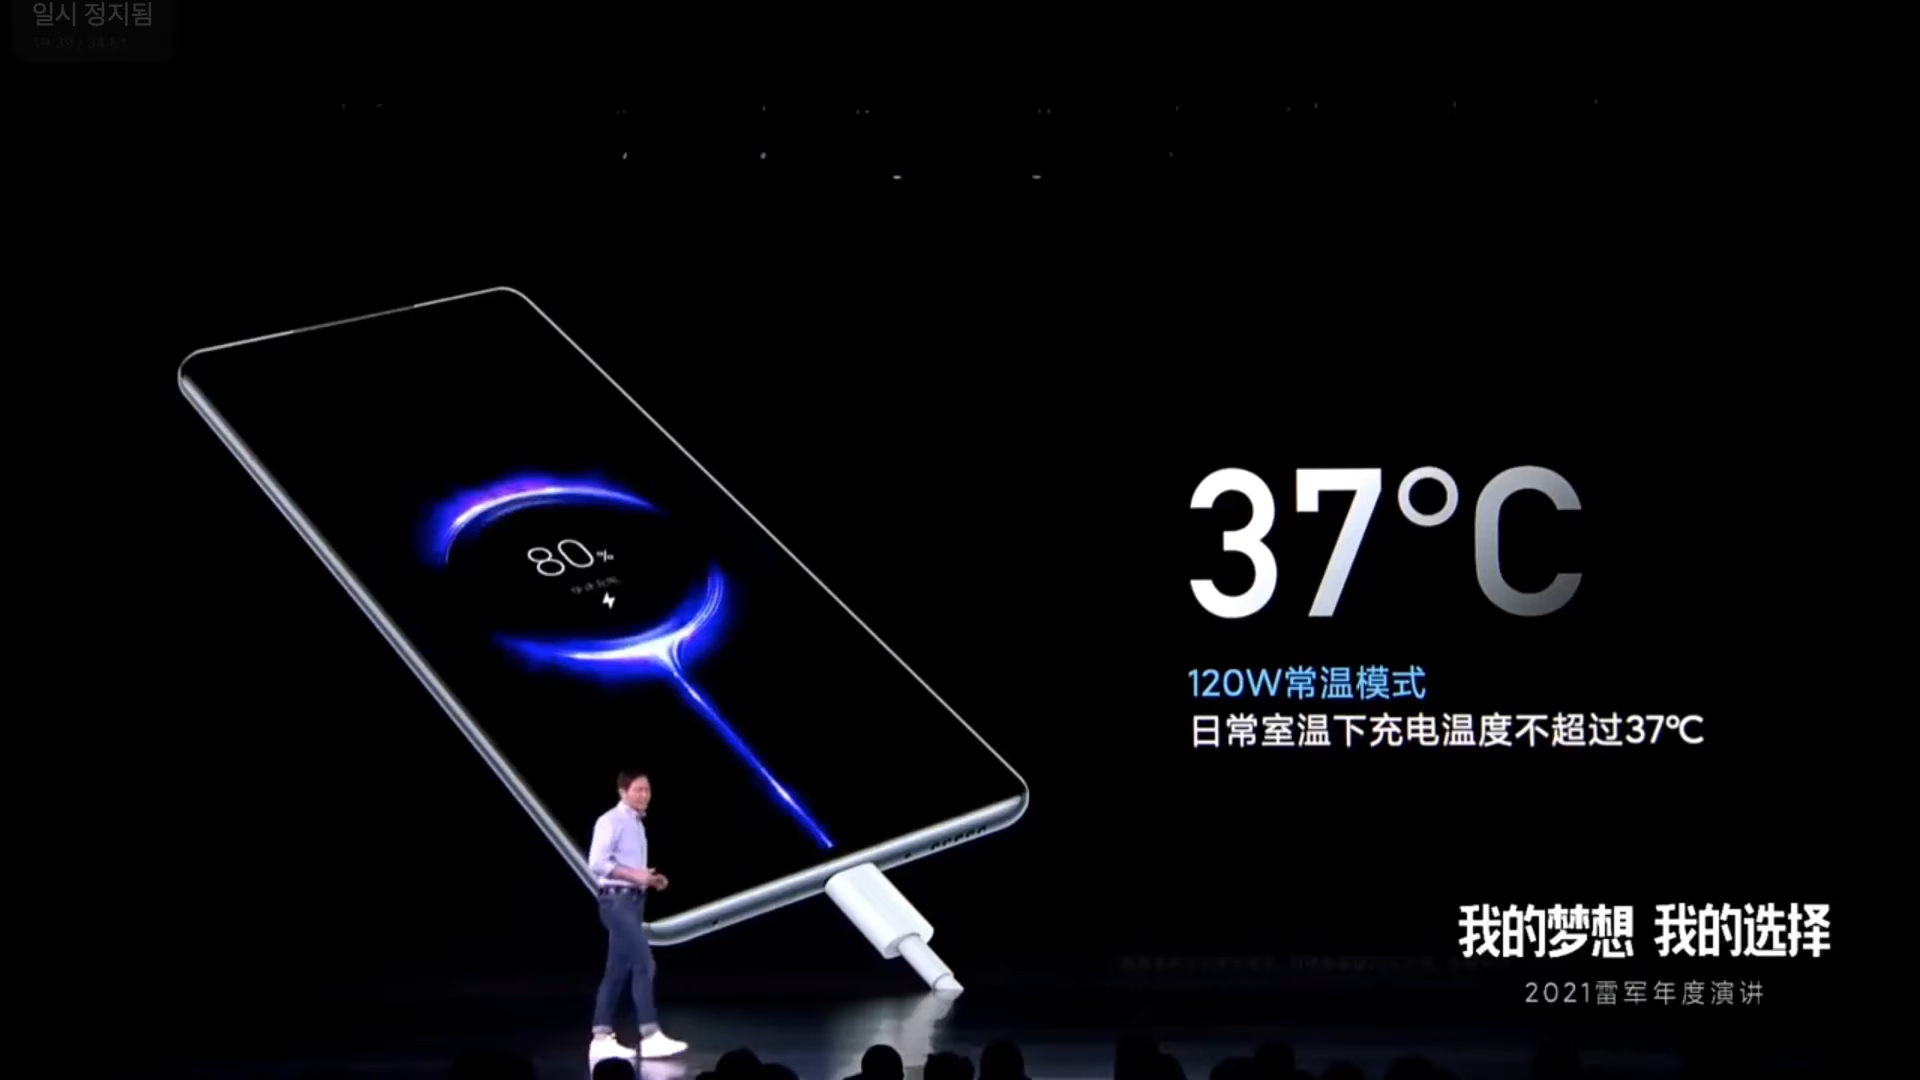 일시 정지됨
37°C
120W常温模式
日常室温下充电温度不超过37℃
80%
我的梦想 我的选择
2021雷军年度演讲